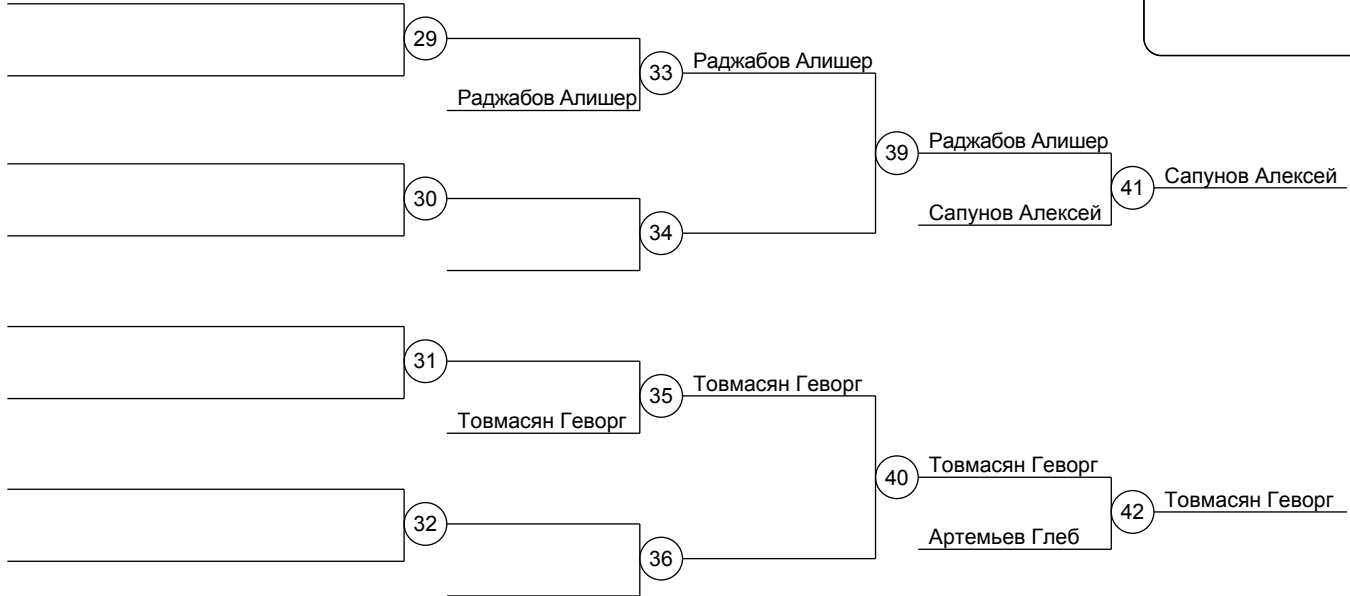 29
33
Раджабов Алишер
Раджабов Алишер
39
Раджабов Алишер
41
Сапунов Алексей
30
Сапунов Алексей
34
31
35
Товмасян Геворг
Товмасян Геворг
40
Товмасян Геворг
42
Товмасян Геворг
32
Артемьев Глеб
36